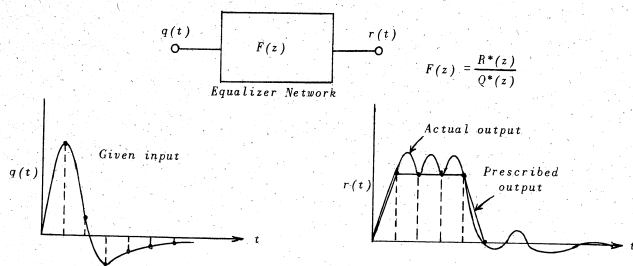 q(t)
F(z)
r(t)
Equalizer Network
F(z) = R*(z) / Q*(z)
q(t)
Given input
t
Actual output
Prescribed output
r(t)
t